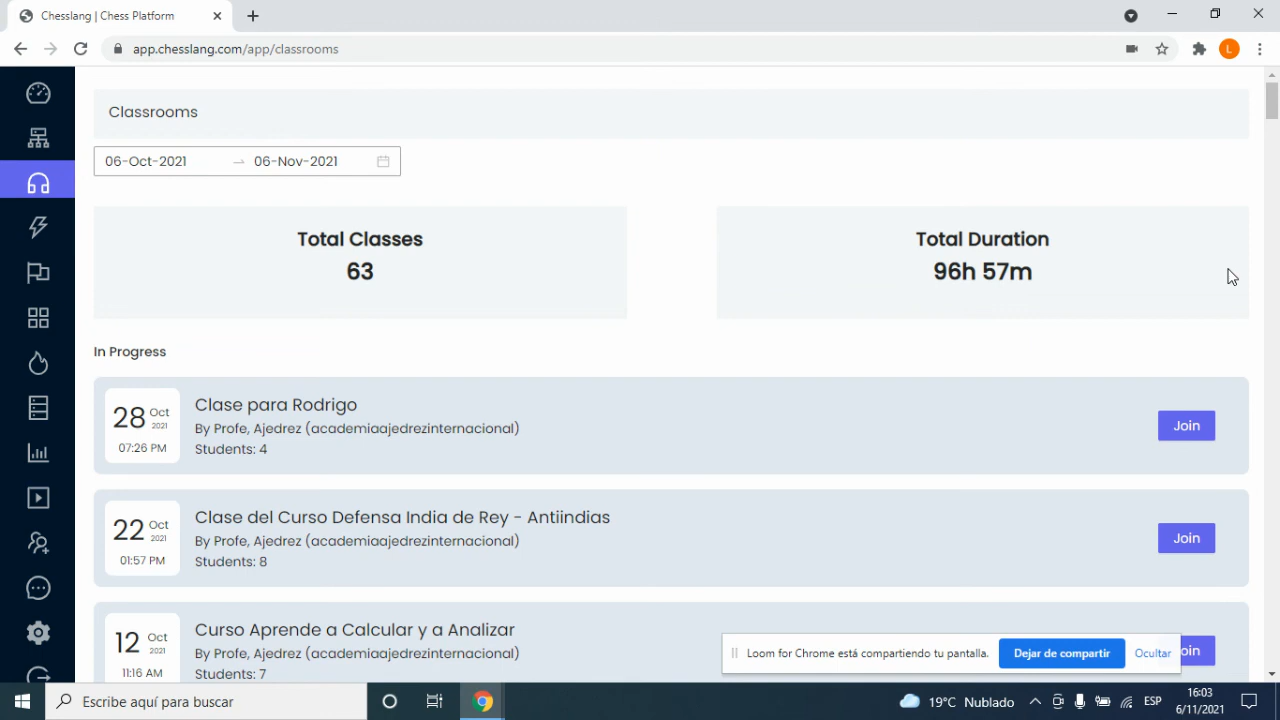 Chesslang | Chess Platform
app.chesslang.com/app/classrooms
L
Classrooms
06-Oct-2021 → 06-Nov-2021
Total Classes
63
Total Duration
96h 57m
In Progress
28 Oct 2021
07:26 PM
Clase para Rodrigo
By Profe, Ajedrez (academiaajedrezinternacional)
Students: 4
Join
22 Oct 2021
01:57 PM
Clase del Curso Defensa India de Rey - Antiindias
By Profe, Ajedrez (academiaajedrezinternacional)
Students: 8
Join
12 Oct 2021
11:16 AM
Curso Aprende a Calcular y a Analizar
By Profe, Ajedrez (academiaajedrezinternacional)
Students: 7
oin
Loom for Chrome está compartiendo tu pantalla.
Dejar de compartir
Ocultar
Escribe aquí para buscar
19°C Nublado
ESP
16:03
6/11/2021